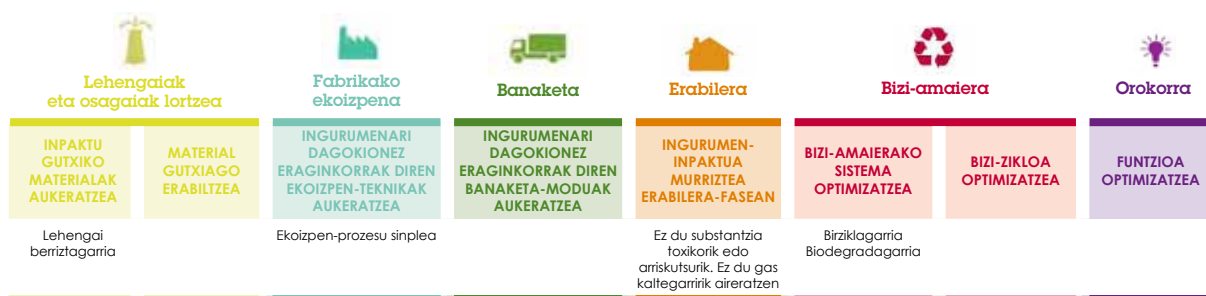 Lehengaiak
eta osagaiak lortzea
Fabrikako
ekoizpena
Banaketa
Erabilera
Bizi-amaiera
Orokorra
INPAKTU
GUTXIKO
MATERIALAK
AUKERATZEA
MATERIAL
GUTXIAGO
ERABILTZEA
INGURUMENARI
DAGOKIONEZ
ERAGINKORRAK DIREN
EKOIZPEN-TEKNIKAK
AUKERATZEA
INGURUMENARI
DAGOKIONEZ
ERAGINKORRAK DIREN
BANAKETA-MODUAK
AUKERATZEA
INGURUMEN-
INPAKTUA
MURRIZTEA
ERABILERA-FASEAN
BIZI-AMAIERAKO
SISTEMA
OPTIMIZATZEA
BIZI-ZIKLOA
OPTIMIZATZEA
FUNTZIOA
OPTIMIZATZEA
Lehengai
berriztagarria
Ekoizpen-prozesu sinplea
Ez du substantzia
toxikorik edo
arriskutsurik. Ez du gas
kaltegarririk aireratzen
Birziklagarria
Biodegradagarria